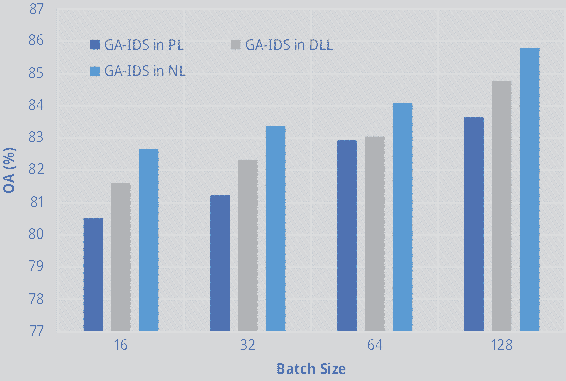 87
86
85
84
83
82
81
80
79
78
77
OA (%)
GA-IDS in PL GA-IDS in DLL
GA-IDS in NL
16 32 64 128
Batch Size